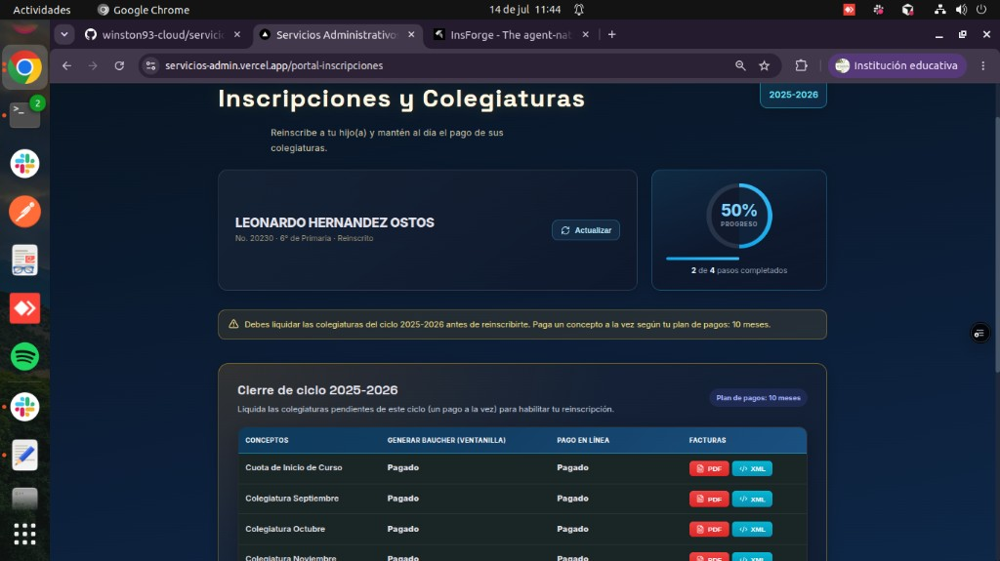 Actividades
Google Chrome
14 de jul 11:44
winston93-cloud/servici
Servicios Administrativo
InsForge - The agent-nat
servicios-admin.vercel.app/portal-inscripciones
Institución educativa
2
Inscripciones y Colegiaturas
2025-2026
Reinscribe a tu hijo(a) y mantén al día el pago de sus
colegiaturas.
LEONARDO HERNANDEZ OSTOS
No. 20230 · 6° de Primaria · Reinscrito
Actualizar
50%
PROGRESO
2 de 4 pasos completados
Debes liquidar las colegiaturas del ciclo 2025-2026 antes de reinscribirte. Paga un concepto a la vez según tu plan de pagos: 10 meses.
Cierre de ciclo 2025-2026
Liquida las colegiaturas pendientes de este ciclo (un pago a la vez) para habilitar tu reinscripción.
Plan de pagos: 10 meses
CONCEPTOS GENERAR BAUCHER (VENTANILLA) PAGO EN LÍNEA FACTURAS
Cuota de Inicio de Curso Pagado Pagado PDF XML
Colegiatura Septiembre Pagado Pagado PDF XML
Colegiatura Octubre Pagado Pagado PDF XML
Colegiatura Noviembre Pagado Pagado PDF XML